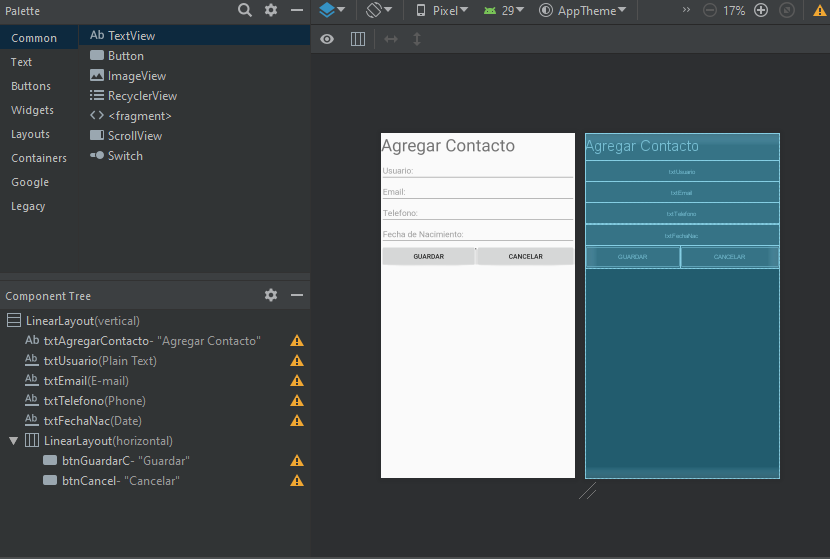 Palette
Pixel 29 AppTheme >> 17%
Common
Text
Buttons
Widgets
Layouts
Containers
Google
Legacy
Ab TextView
Button
ImageView
RecyclerView
<> <fragment>
ScrollView
Switch
Agregar Contacto
Usuario:
Email:
Telefono:
Fecha de Nacimiento:
GUARDAR CANCELAR
Agregar Contacto
txtUsuario
txtEmail
txtTelefono
txtFechaNac
GUARDAR CANCELAR
Component Tree
LinearLayout(vertical)
Ab txtAgregarContacto- "Agregar Contacto"
Ab txtUsuario(Plain Text)
Ab txtEmail(E-mail)
Ab txtTelefono(Phone)
Ab txtFechaNac(Date)
LinearLayout(horizontal)
btnGuardarC- "Guardar"
btnCancel- "Cancelar"